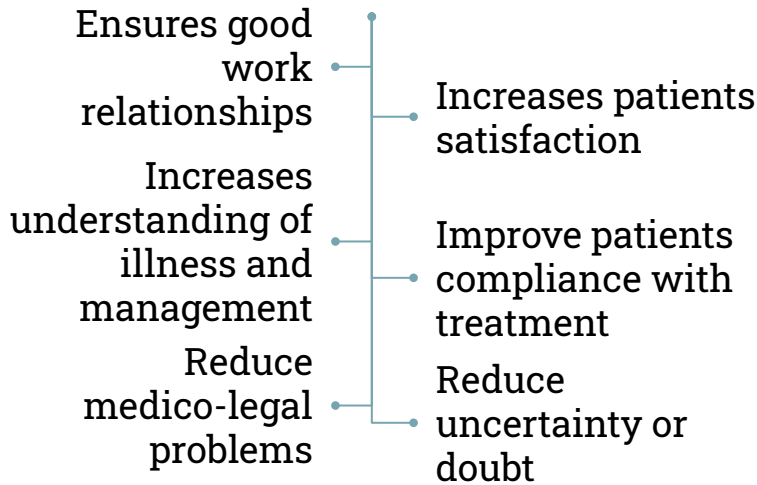 Ensures good
work
relationships
Increases patients
satisfaction
Increases
understanding of
illness and
management
Improve patients
compliance with
treatment
Reduce
medico-legal
problems
Reduce
uncertainty or
doubt